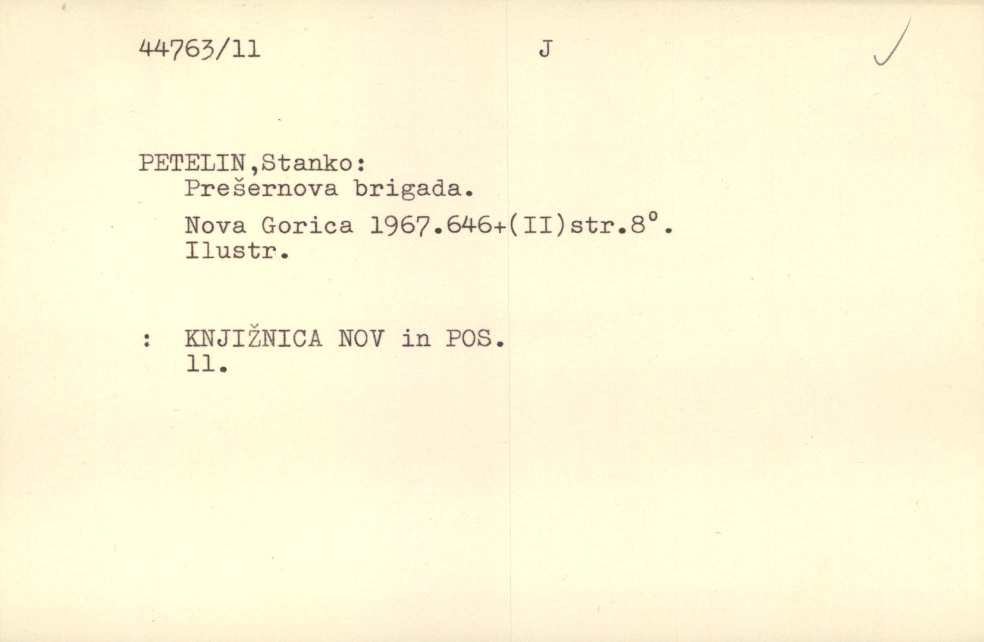 44763/11 J
PETELIN,Stanko:
Prešernova brigada.
Nova Gorica 1967.646+(II)str.8°.
Ilustr.
: KNJIŽNICA NOV in POS.
11.